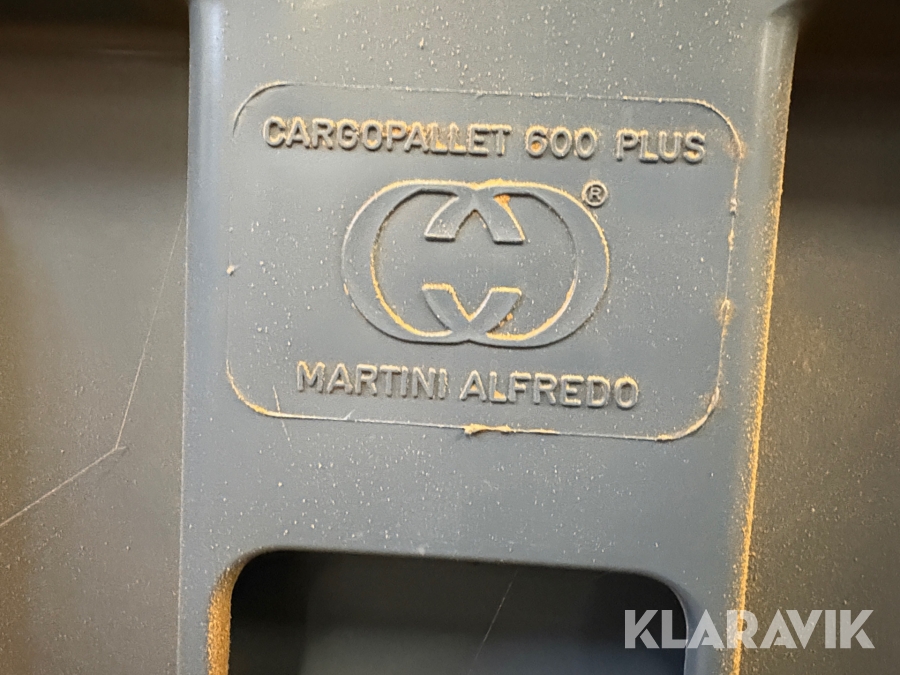 CARGOPALLET 600 PLUS
®
MARTINI ALFREDO
KLARAVIK